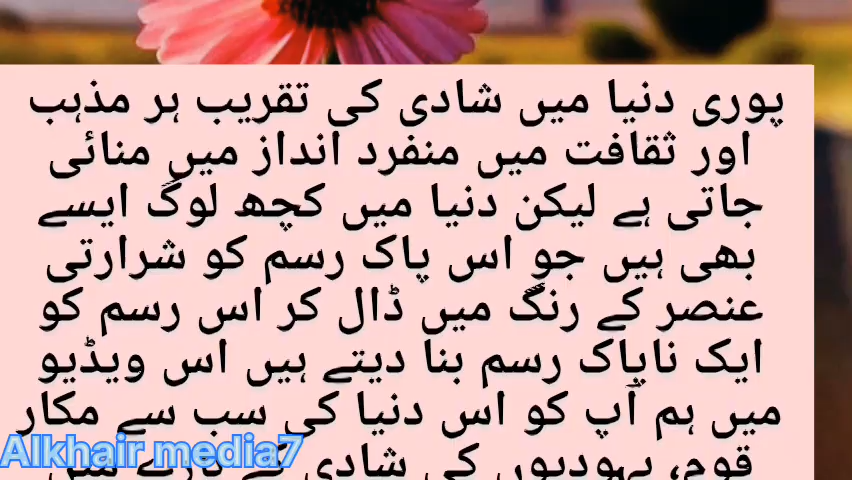 پوری دنیا میں شادی کی تقریب ہر مذہب
اور ثقافت میں منفرد انداز میں منائی
جاتی ہے لیکن دنیا میں کچھ لوگ ایسے
بھی ہیں جو اس پاک رسم کو شرارتی
عنصر کے رنگ میں ڈال کر اس رسم کو
ایک ناپاک رسم بنا دیتے ہیں اس ویڈیو
میں ہم آپ کو اس دنیا کی سب سے مکار
قوم، یہودیوں کی شادی کے بارے میں
Alkhair media7